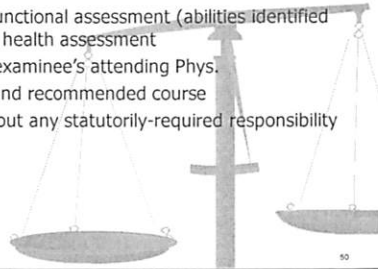 unctional assessment (abilities identified
health assessment
examinee's attending Phys.
nd recommended course
out any statutorily-required responsibility
50